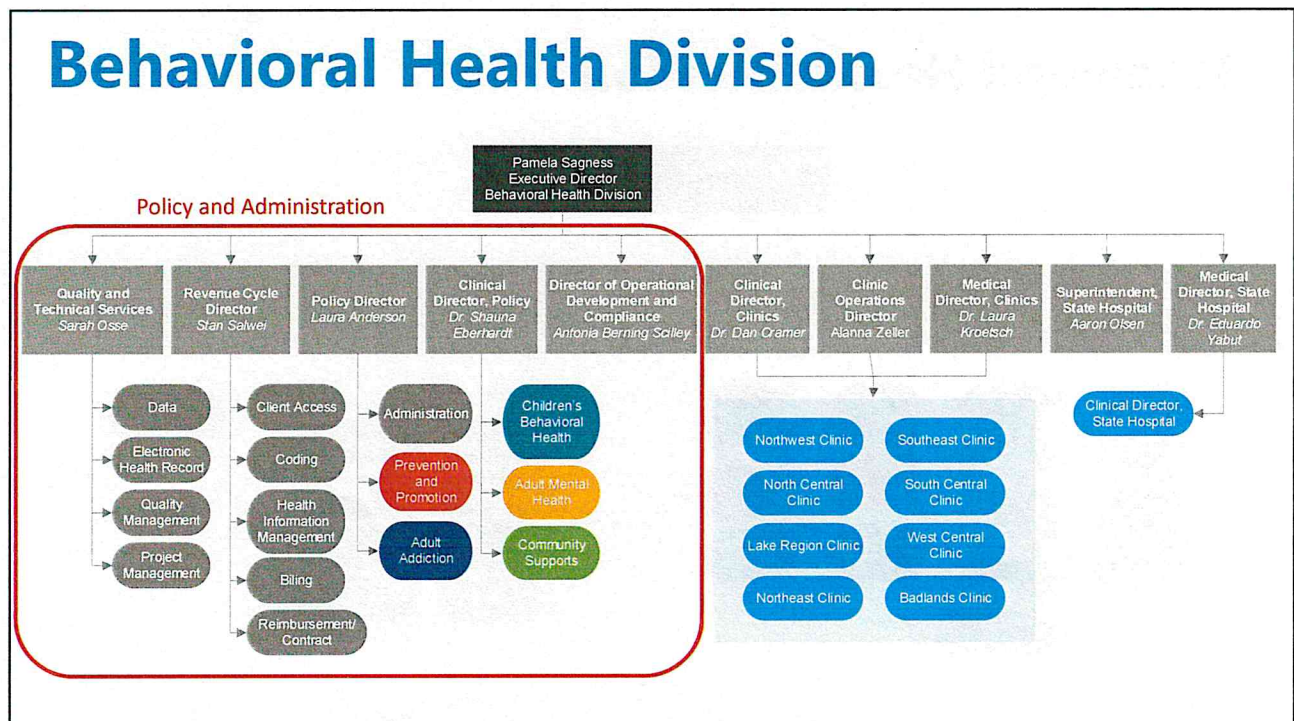 Behavioral Health Division
Pamela Sagness
Executive Director
Behavioral Health Division
Policy and Administration
Quality and
Technical Services
Sarah Osse
Revenue Cycle
Director
Stan Salwei
Policy Director
Laura Anderson
Clinical
Director, Policy
Dr. Shauna
Eberhardt
Director of Operational
Development and
Compliance
Antonia Berning Scilley
Clinical
Director,
Clinics
Dr. Dan Cramer
Clinic
Operations
Director
Alanna Zeller
Medical
Director, Clinics
Dr. Laura
Kroetsch
Superintendent,
State Hospital
Aaron Olsen
Medical
Director, State
Hospital
Dr. Eduardo
Yabut
Data
Electronic
Health Record
Quality
Management
Project
Management
Client Access
Coding
Health
Information
Management
Biling
Reimbursement/
Contract
Administration
Prevention
and
Promotion
Adult
Addiction
Children's
Behavioral
Health
Adult Mental
Health
Community
Supports
Northwest Clinic
North Central
Clinic
Lake Region Clinic
Northeast Clinic
Southeast Clinic
South Central
Clinic
West Central
Clinic
Badlands Clinic
Clinical Director,
State Hospital